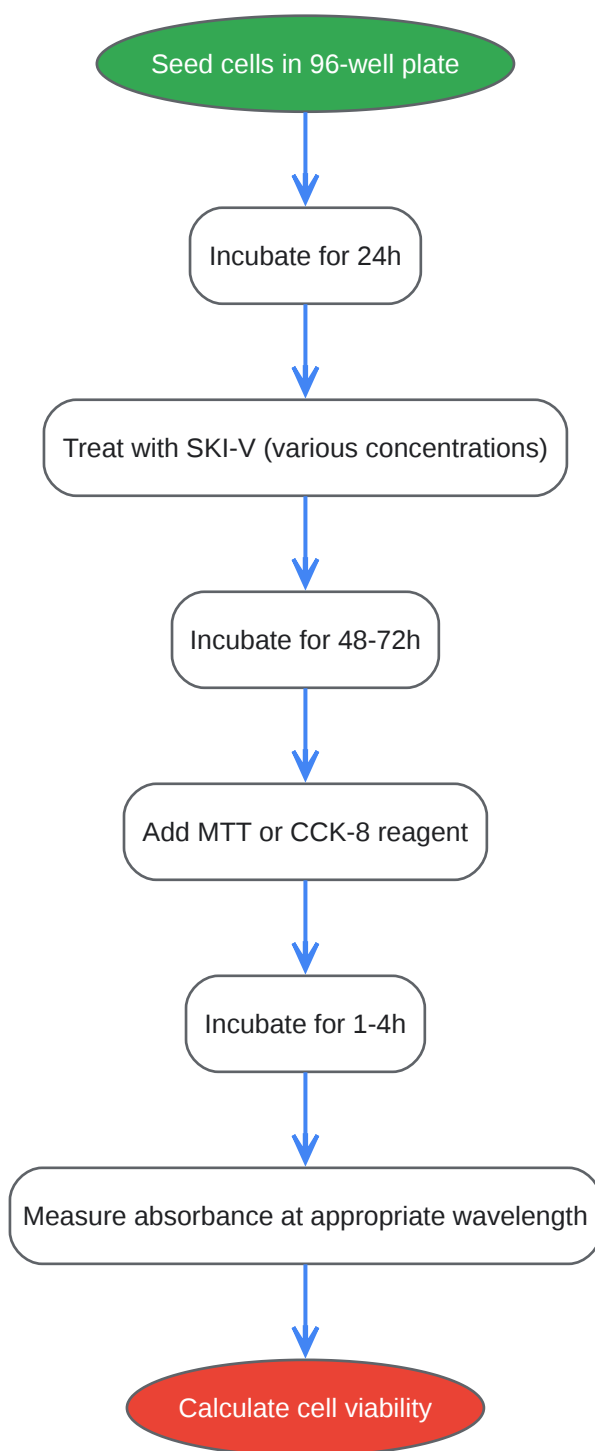 Seed cells in 96-well plate
Incubate for 24h
Treat with SKI-V (various concentrations)
Incubate for 48-72h
Add MTT or CCK-8 reagent
Incubate for 1-4h
Measure absorbance at appropriate wavelength
Calculate cell viability